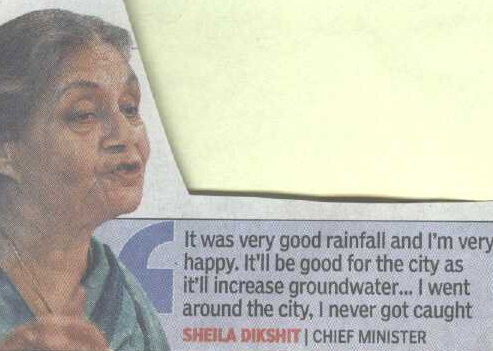 It was very good rainfall and I'm very
happy. It'll be good for the city as
it'll increase groundwater... I went
around the city, I never got caught
SHEILA DIKSHIT | CHIEF MINISTER